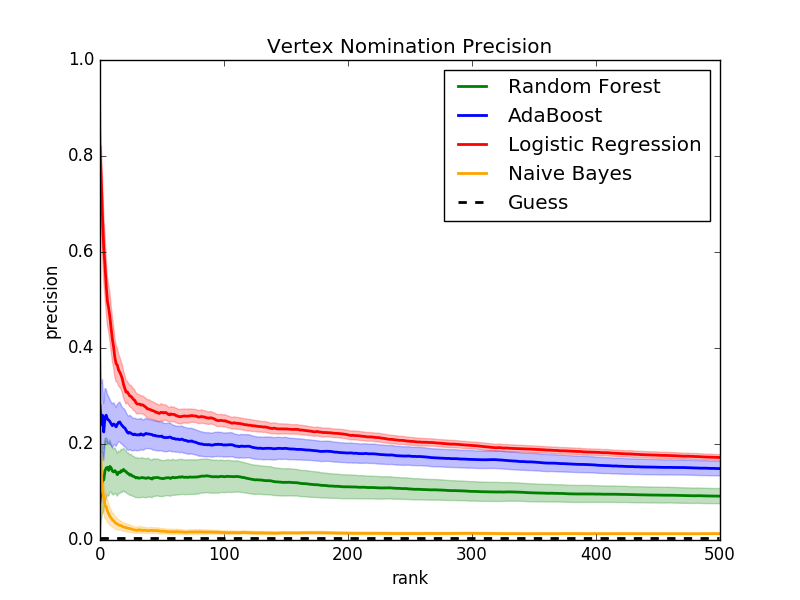 Vertex Nomination Precision
1.0
0.8
0.6
0.4
0.2
0.0
precision
Random Forest
AdaBoost
Logistic Regression
Naive Bayes
Guess
0 100 200 300 400 500
rank